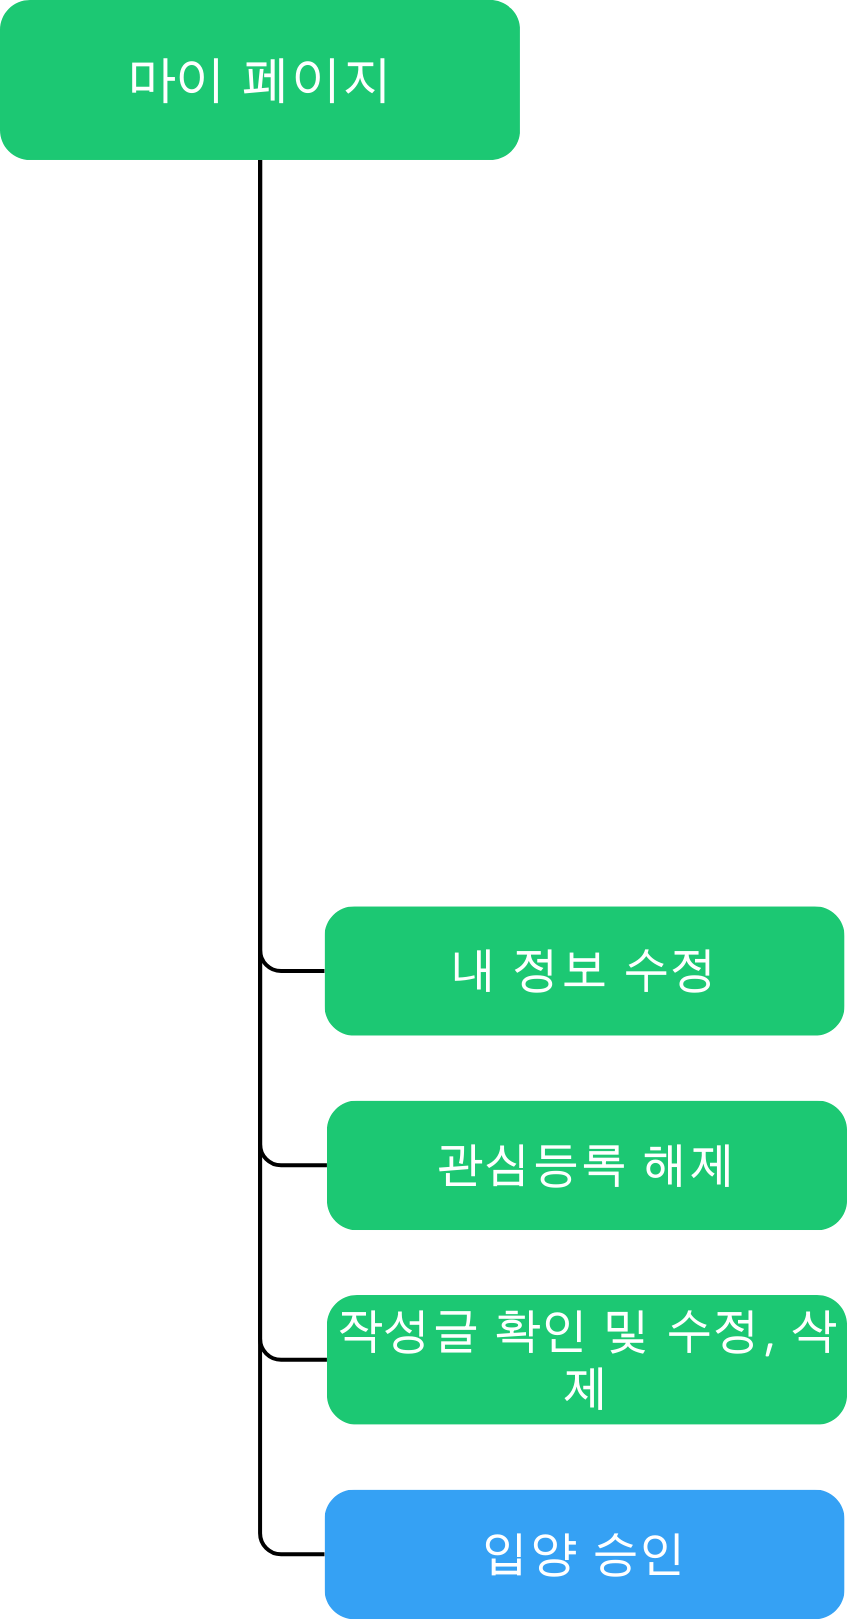 마이 페이지
내 정보 수정
관심등록 해제
작성글 확인 및 수정, 삭
제
입양 승인